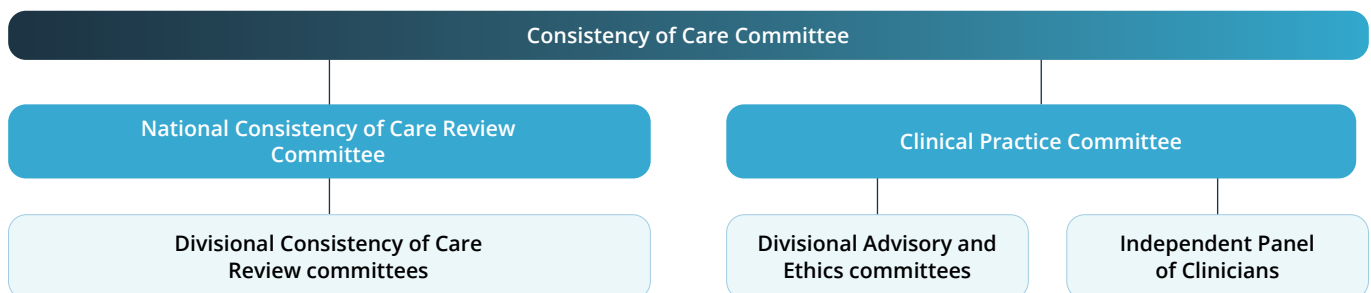 Consistency of Care Committee
National Consistency of Care Review
Committee
Clinical Practice Committee
Divisional Consistency of Care
Review committees
Divisional Advisory and
Ethics committees
Independent Panel
of Clinicians